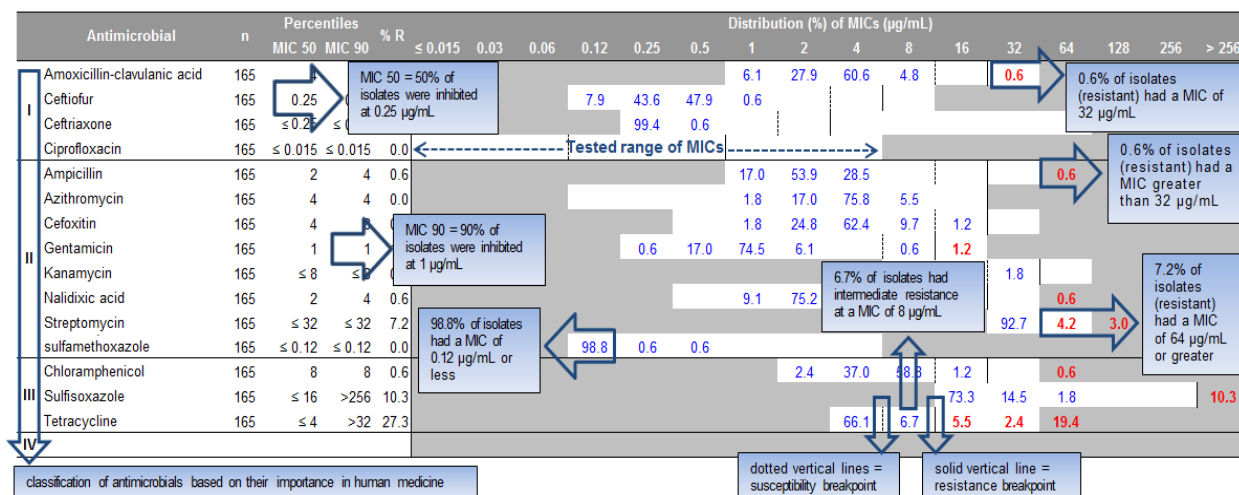 Antimicrobial n Percentiles % R Distribution (%) of MICs (µg/mL)
MIC 50 MIC 90 ≤ 0.015 0.03 0.06 0.12 0.25 0.5 1 2 4 8 16 32 64 128 256 > 256
I
Amoxicillin-clavulanic acid 165 6.1 27.9 60.6 4.8 0.6
Ceftiofur 165 0.25 7.9 43.6 47.9 0.6
Ceftriaxone 165 ≤ 0.25 99.4 0.6
Ciprofloxacin 165 ≤ 0.015 ≤ 0.015 0.0 Tested range of MICs
MIC 50 = 50% of
isolates were inhibited
at 0.25 µg/mL
0.6% of isolates
(resistant) had a MIC of
32 µg/mL
II
Ampicillin 165 2 4 0.6 17.0 53.9 28.5 0.6
Azithromycin 165 4 4 0.0 1.8 17.0 75.8 5.5
Cefoxitin 165 4 1.8 24.8 62.4 9.7 1.2
Gentamicin 165 1 1 0.6 17.0 74.5 6.1 0.6 1.2
Kanamycin 165 ≤ 8 1.8
Nalidixic acid 165 2 4 0.6 9.1 75.2 0.6
Streptomycin 165 ≤ 32 ≤ 32 7.2 92.7 4.2 3.0
sulfamethoxazole 165 ≤ 0.12 ≤ 0.12 0.0 98.8 0.6 0.6
0.6% of isolates
(resistant) had a
MIC greater
than 32 µg/mL
MIC 90 = 90% of
isolates were inhibited
at 1 µg/mL
6.7% of isolates had
intermediate resistance
at a MIC of 8 µg/mL
7.2% of
isolates
(resistant)
had a MIC
of 64 µg/mL
or greater
98.8% of isolates
had a MIC of
0.12 µg/mL or
less
III
Chloramphenicol 165 8 8 0.6 2.4 37.0 58.8 1.2 0.6
Sulfisoxazole 165 ≤ 16 >256 10.3 73.3 14.5 1.8 10.3
Tetracycline 165 ≤ 4 >32 27.3 66.1 6.7 5.5 2.4 19.4
IV
classification of antimicrobials based on their importance in human medicine
dotted vertical lines =
susceptibility breakpoint
solid vertical line =
resistance breakpoint